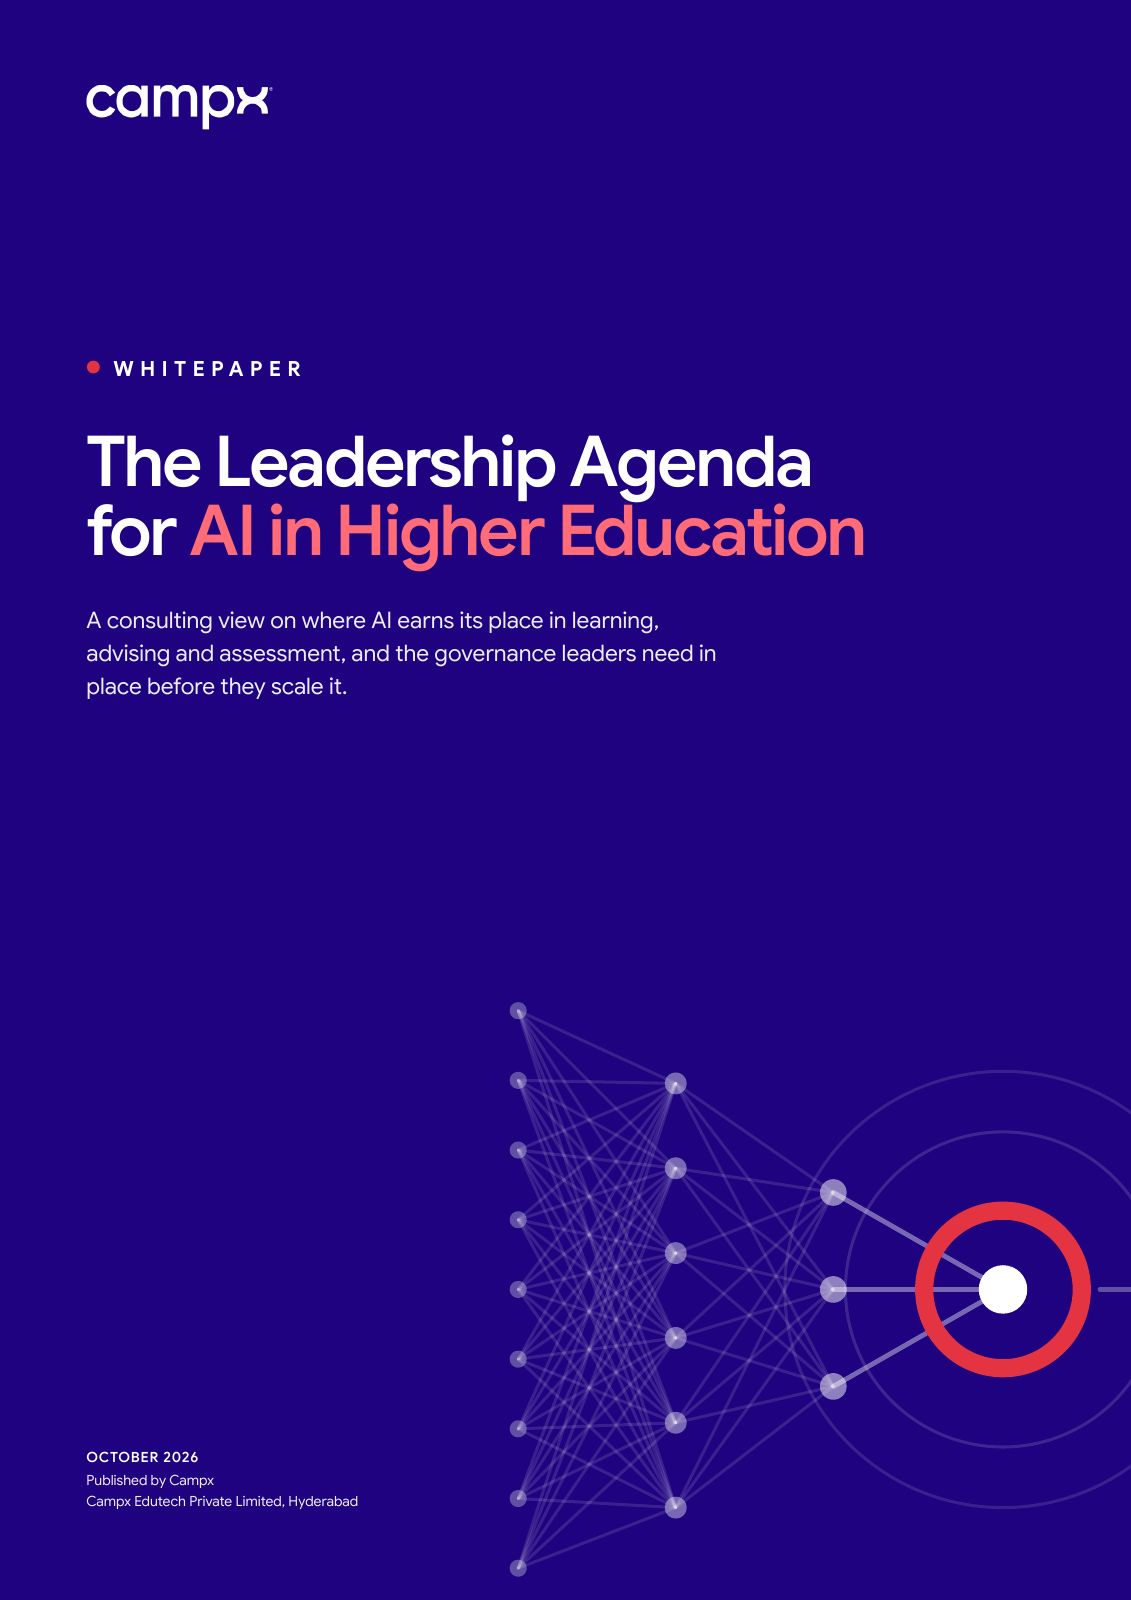 campx
WHITEPAPER
The Leadership Agenda
for AI in Higher Education
A consulting view on where AI earns its place in learning,
advising and assessment, and the governance leaders need in
place before they scale it.
OCTOBER 2026
Published by Campx
Campx Edutech Private Limited, Hyderabad